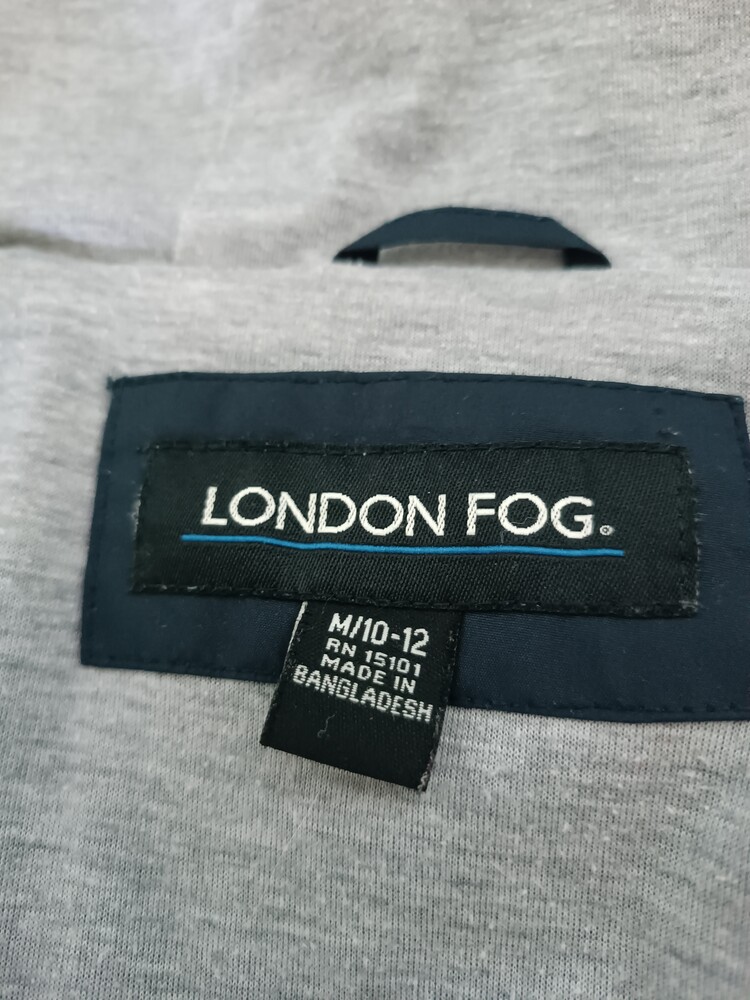 LONDON FOG®
M/10-12
RN 15101
MADE IN
BANGLADESH